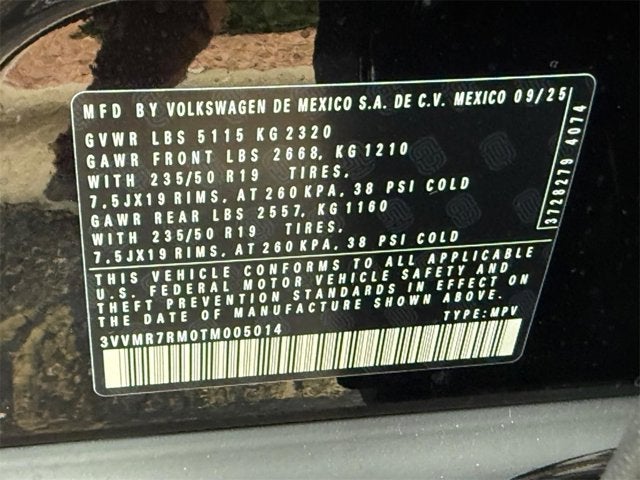 MFD BY VOLKSWAGEN DE MEXICO S.A. DE C.V. MEXICO 09/25
GVWR LBS 5115 KG 2320
GAWR FRONT LBS 2668, KG 1210
WITH 235/50 R19 TIRES,
7.5JX19 RIMS, AT 260 KPA, 38 PSI COLD
GAWR REAR LBS 2557, KG 1160
WITH 235/50 R19 TIRES,
7.5JX19 RIMS, AT 260 KPA, 38 PSI COLD
3728279 4074
THIS VEHICLE CONFORMS TO ALL APPLICABLE
U.S. FEDERAL MOTOR VEHICLE SAFETY AND
THEFT PREVENTION STANDARDS IN EFFECT ON
THE DATE OF MANUFACTURE SHOWN ABOVE.
3VVMR7RM0TM005014 TYPE:MPV